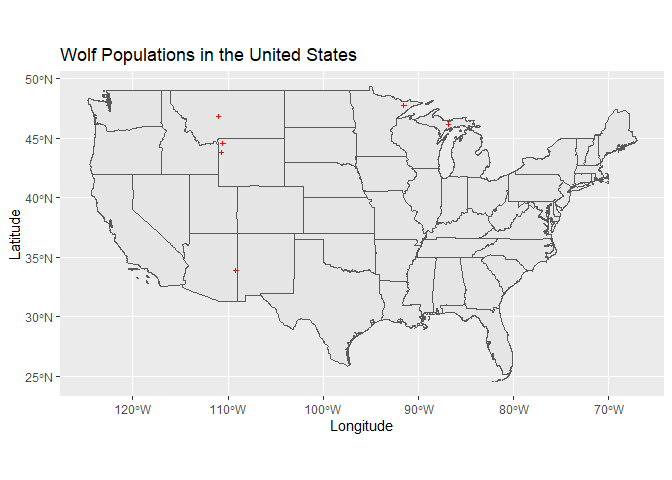 Wolf Populations in the United States
50°N
45°N
40°N
35°N
30°N
25°N
Latitude
120°W 110°W 100°W 90°W 80°W 70°W
Longitude